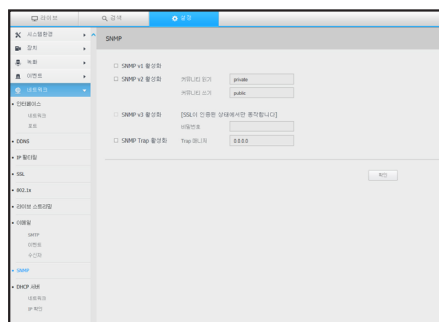 라이브
검색
설정
시스템환경
장치
녹화
이벤트
네트워크
인터페이스
네트워크
포트
DDNS
IP 필터링
SSL
802.1x
라이브 스트리밍
이메일
SMTP
이벤트
수신자
SNMP
DHCP 서버
네트워크
IP 확인
SNMP
SNMP v1 활성화
SNMP v2 활성화
커뮤니티 읽기
private
커뮤니티 쓰기
public
SNMP v3 활성화
[SSL이 인증된 상태에서만 동작합니다]
비밀번호
SNMP Trap 활성화
Trap 매니저
0.0.0.0
확인